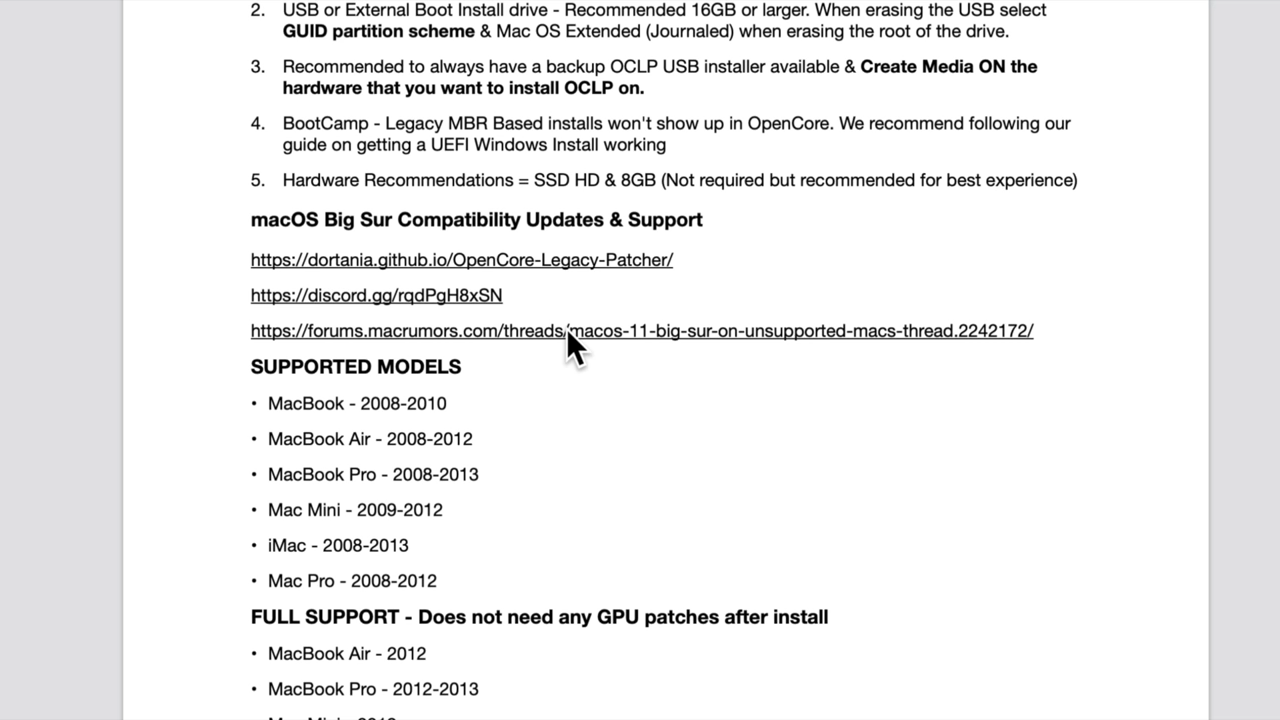 2. USB or External Boot Install drive - Recommended 16GB or larger. When erasing the USB select
GUID partition scheme & Mac OS Extended (Journaled) when erasing the root of the drive.
3. Recommended to always have a backup OCLP USB installer available & Create Media ON the
hardware that you want to install OCLP on.
4. BootCamp - Legacy MBR Based installs won't show up in OpenCore. We recommend following our
guide on getting a UEFI Windows Install working
5. Hardware Recommendations = SSD HD & 8GB (Not required but recommended for best experience)
macOS Big Sur Compatibility Updates & Support
https://dortania.github.io/OpenCore-Legacy-Patcher/
https://discord.gg/rqdPgH8xSN
https://forums.macrumors.com/threads/macos-11-big-sur-on-unsupported-macs-thread.2242172/
SUPPORTED MODELS
• MacBook - 2008-2010
• MacBook Air - 2008-2012
• MacBook Pro - 2008-2013
• Mac Mini - 2009-2012
• iMac - 2008-2013
• Mac Pro - 2008-2012
FULL SUPPORT - Does not need any GPU patches after install
• MacBook Air - 2012
• MacBook Pro - 2012-2013